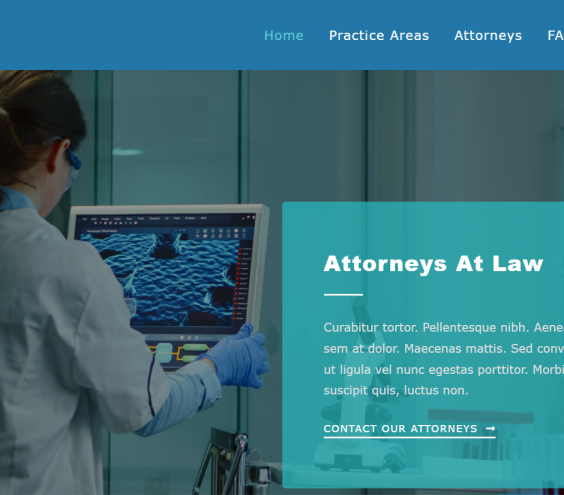 Home Practice Areas Attorneys FA
Attorneys At Law
Curabitur tortor. Pellentesque nibh. Aene
sem at dolor. Maecenas mattis. Sed conv
ut ligula vel nunc egestas porttitor. Morbi
suscipit quis, luctus non.
CONTACT OUR ATTORNEYS →